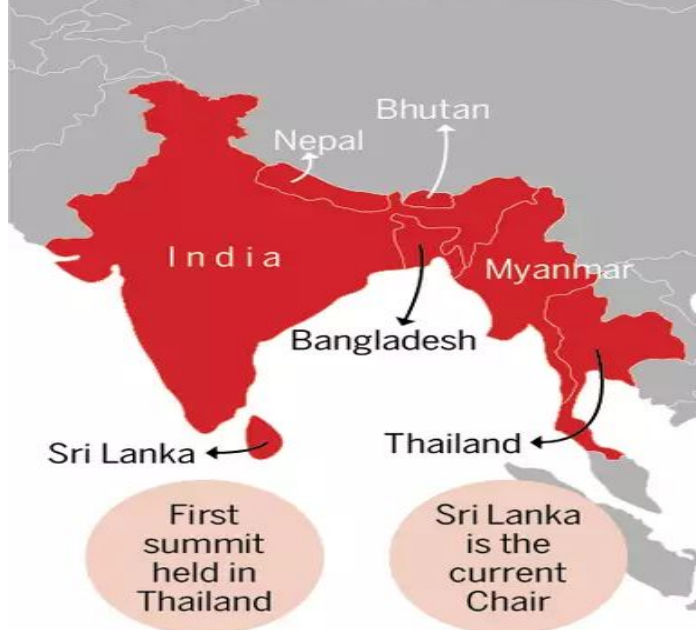 Bhutan
Nepal
India
Myanmar
Bangladesh
Sri Lanka
Thailand
First
summit
held in
Thailand
Sri Lanka
is the
current
Chair